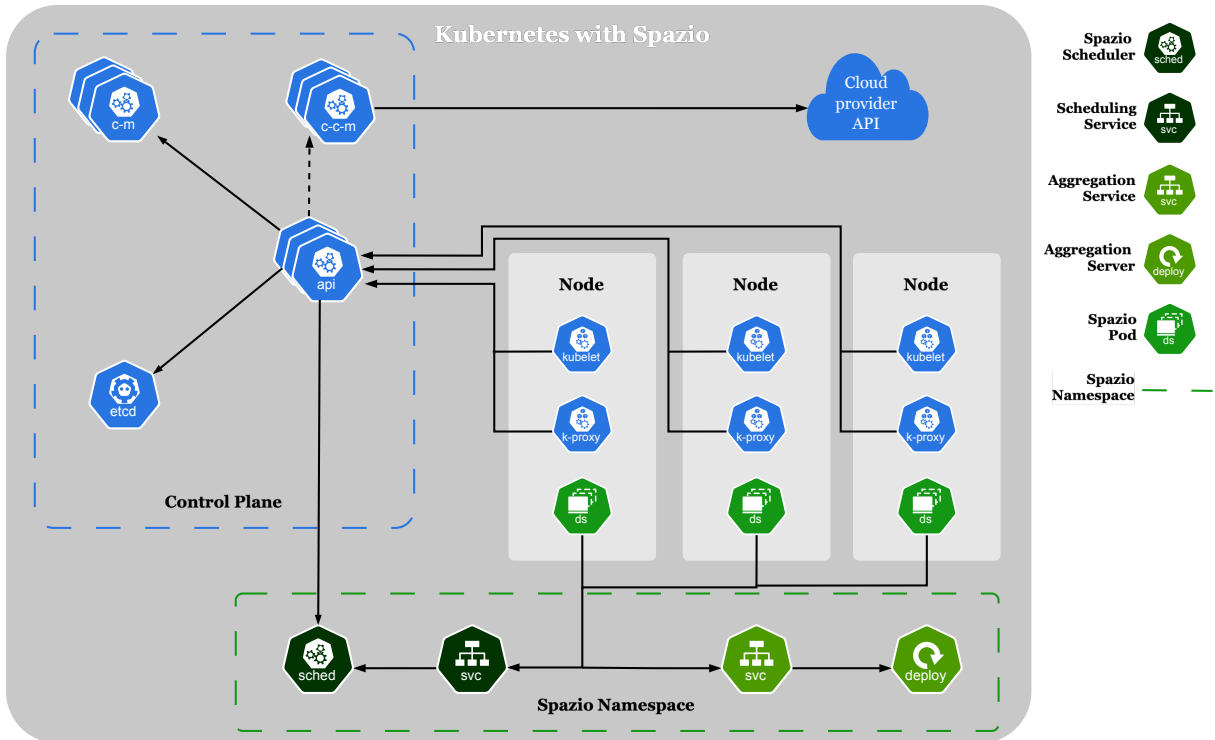 Kubernetes with Spazio
c-m
c-c-m
Cloud
provider
API
api
etcd
Control Plane
Node
kubelet
k-proxy
ds
Node
kubelet
k-proxy
ds
Node
kubelet
k-proxy
ds
sched
svc
svc
deploy
Spazio Namespace
Spazio
Scheduler
sched
Scheduling
Service
svc
Aggregation
Service
svc
Aggregation
Server
deploy
Spazio
Pod
ds
Spazio
Namespace